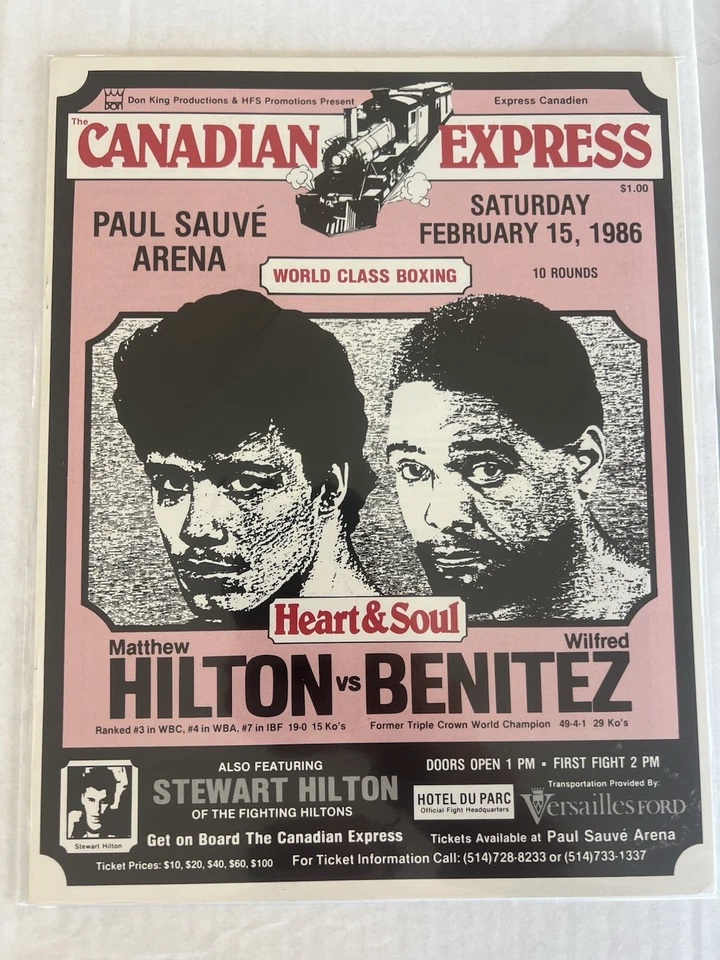 DON
Don King Productions & HFS Promotions Present
Express Canadien
The CANADIAN EXPRESS
$1.00
PAUL SAUVÉ
ARENA
SATURDAY
FEBRUARY 15, 1986
WORLD CLASS BOXING
10 ROUNDS
Heart & Soul
Matthew
HILTON vs
Wilfred
BENITEZ
Ranked #3 in WBC, #4 in WBA, #7 in IBF 19-0 15 Ko's
Former Triple Crown World Champion 49-4-1 29 Ko's
Stewart Hilton
ALSO FEATURING
STEWART HILTON
OF THE FIGHTING HILTONS
Get on Board The Canadian Express
DOORS OPEN 1 PM ▪ FIRST FIGHT 2 PM
HOTEL DU PARC
Official Fight Headquarters
Transportation Provided By:
Versailles FORD
Tickets Available at Paul Sauvé Arena
Ticket Prices: $10, $20, $40, $60, $100
For Ticket Information Call: (514)728-8233 or (514)733-1337